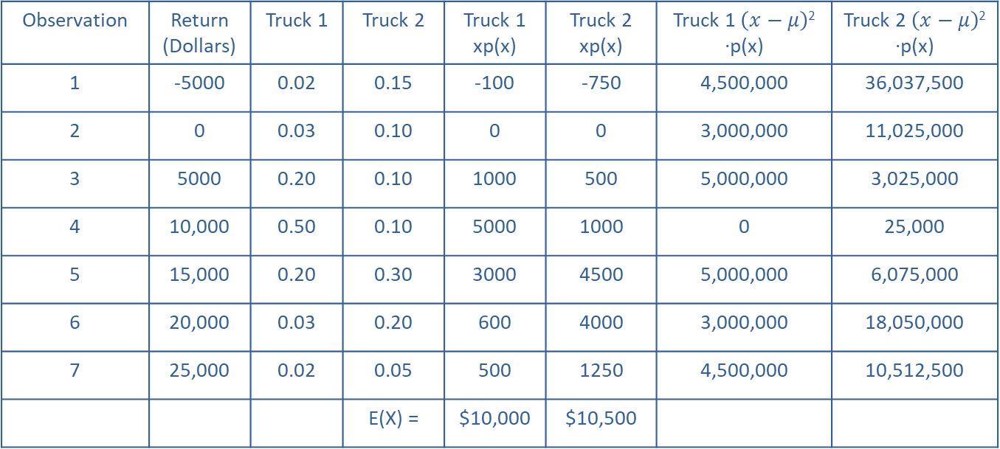 Observation Return (Dollars) Truck 1 Truck 2 Truck 1 xp(x) Truck 2 xp(x) Truck 1 (x − μ)² ·p(x) Truck 2 (x − μ)² ·p(x)
1 -5000 0.02 0.15 -100 -750 4,500,000 36,037,500
2 0 0.03 0.10 0 0 3,000,000 11,025,000
3 5000 0.20 0.10 1000 500 5,000,000 3,025,000
4 10,000 0.50 0.10 5000 1000 0 25,000
5 15,000 0.20 0.30 3000 4500 5,000,000 6,075,000
6 20,000 0.03 0.20 600 4000 3,000,000 18,050,000
7 25,000 0.02 0.05 500 1250 4,500,000 10,512,500
E(X) = $10,000 $10,500